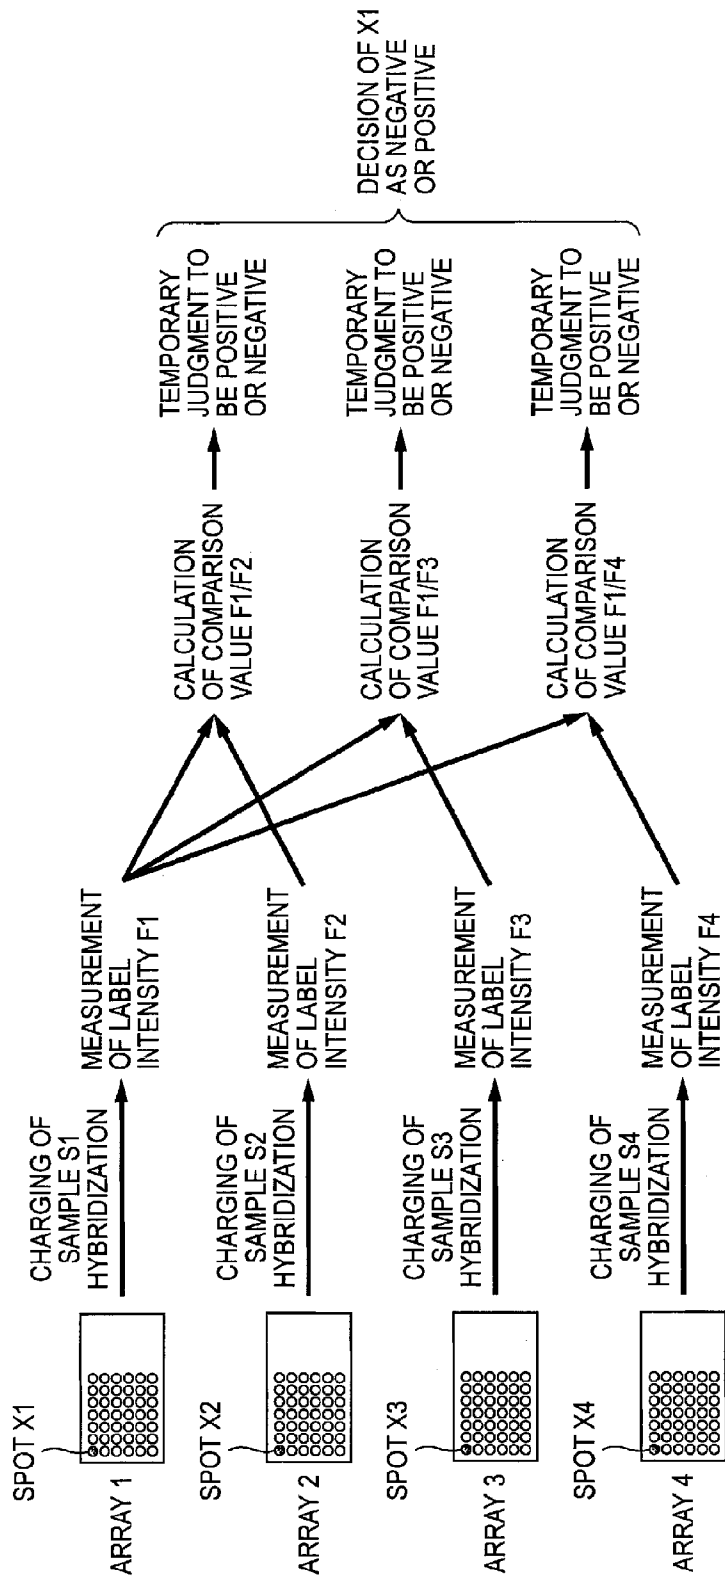 SPOT X1
ARRAY 1
CHARGING OF
SAMPLE S1
HYBRIDIZATION
MEASUREMENT
OF LABEL
INTENSITY F1
SPOT X2
ARRAY 2
CHARGING OF
SAMPLE S2
HYBRIDIZATION
MEASUREMENT
OF LABEL
INTENSITY F2
SPOT X3
ARRAY 3
CHARGING OF
SAMPLE S3
HYBRIDIZATION
MEASUREMENT
OF LABEL
INTENSITY F3
SPOT X4
ARRAY 4
CHARGING OF
SAMPLE S4
HYBRIDIZATION
MEASUREMENT
OF LABEL
INTENSITY F4
CALCULATION
OF COMPARISON
VALUE F1/F2
TEMPORARY
JUDGMENT TO
BE POSITIVE
OR NEGATIVE
CALCULATION
OF COMPARISON
VALUE F1/F3
TEMPORARY
JUDGMENT TO
BE POSITIVE
OR NEGATIVE
CALCULATION
OF COMPARISON
VALUE F1/F4
TEMPORARY
JUDGMENT TO
BE POSITIVE
OR NEGATIVE
DECISION OF X1
AS NEGATIVE
OR POSITIVE